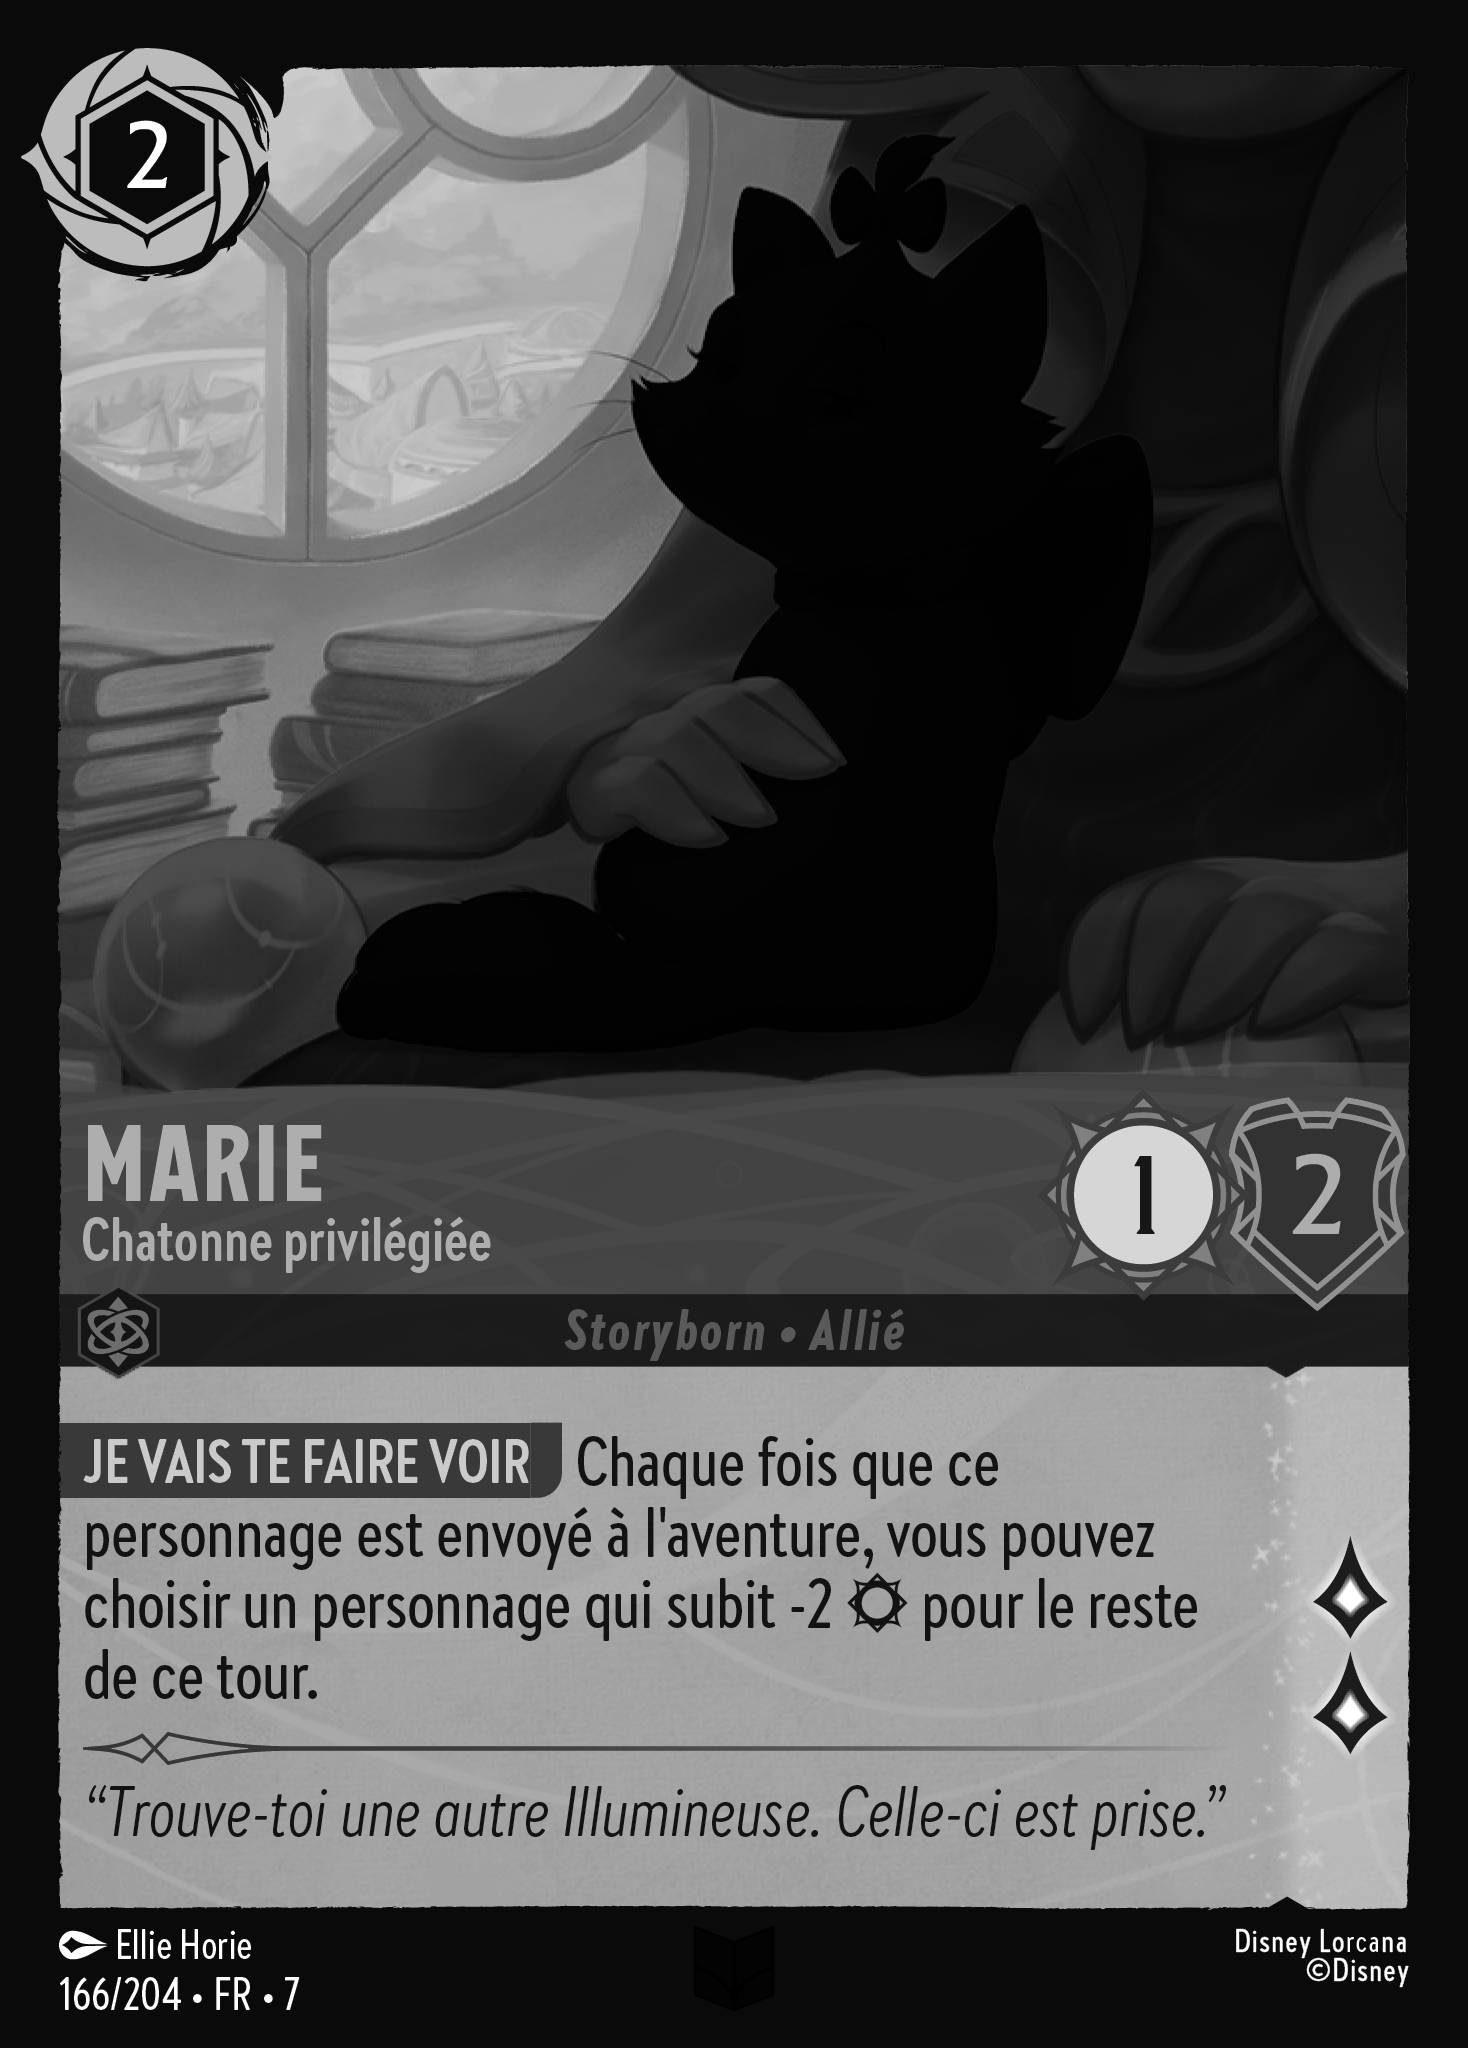 2
MARIE
Chatonne privilégiée
1
2
Storyborn • Allié
JE VAIS TE FAIRE VOIR Chaque fois que ce
personnage est envoyé à l'aventure, vous pouvez
choisir un personnage qui subit -2 pour le reste
de ce tour.
“Trouve-toi une autre Illumineuse. Celle-ci est prise.”
Ellie Horie
166/204 • FR • 7
Disney Lorcana
©Disney